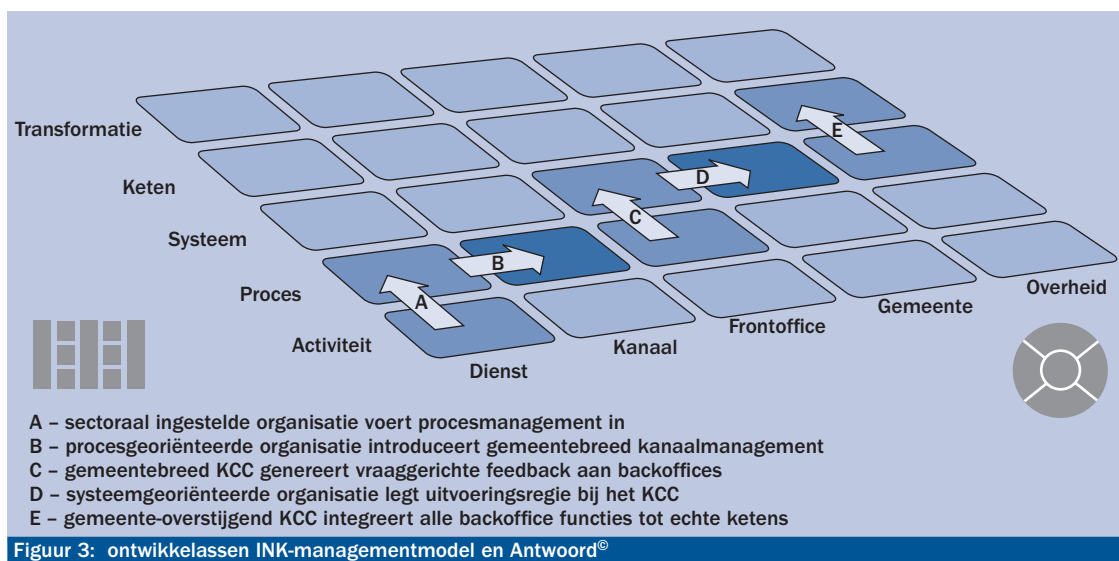 Transformatie
Keten
Systeem
Proces
Activiteit
Dienst
Kanaal
Frontoffice
Gemeente
Overheid
A
B
C
D
E
A – sectoraal ingestelde organisatie voert procesmanagement in
B – procesgeoriënteerde organisatie introduceert gemeentebreed kanaalmanagement
C – gemeentebreed KCC genereert vraaggerichte feedback aan backoffices
D – systeemgeoriënteerde organisatie legt uitvoeringsregie bij het KCC
E – gemeente-overstijgend KCC integreert alle backoffice functies tot echte ketens
Figuur 3: ontwikkelassen INK-managementmodel en Antwoord©